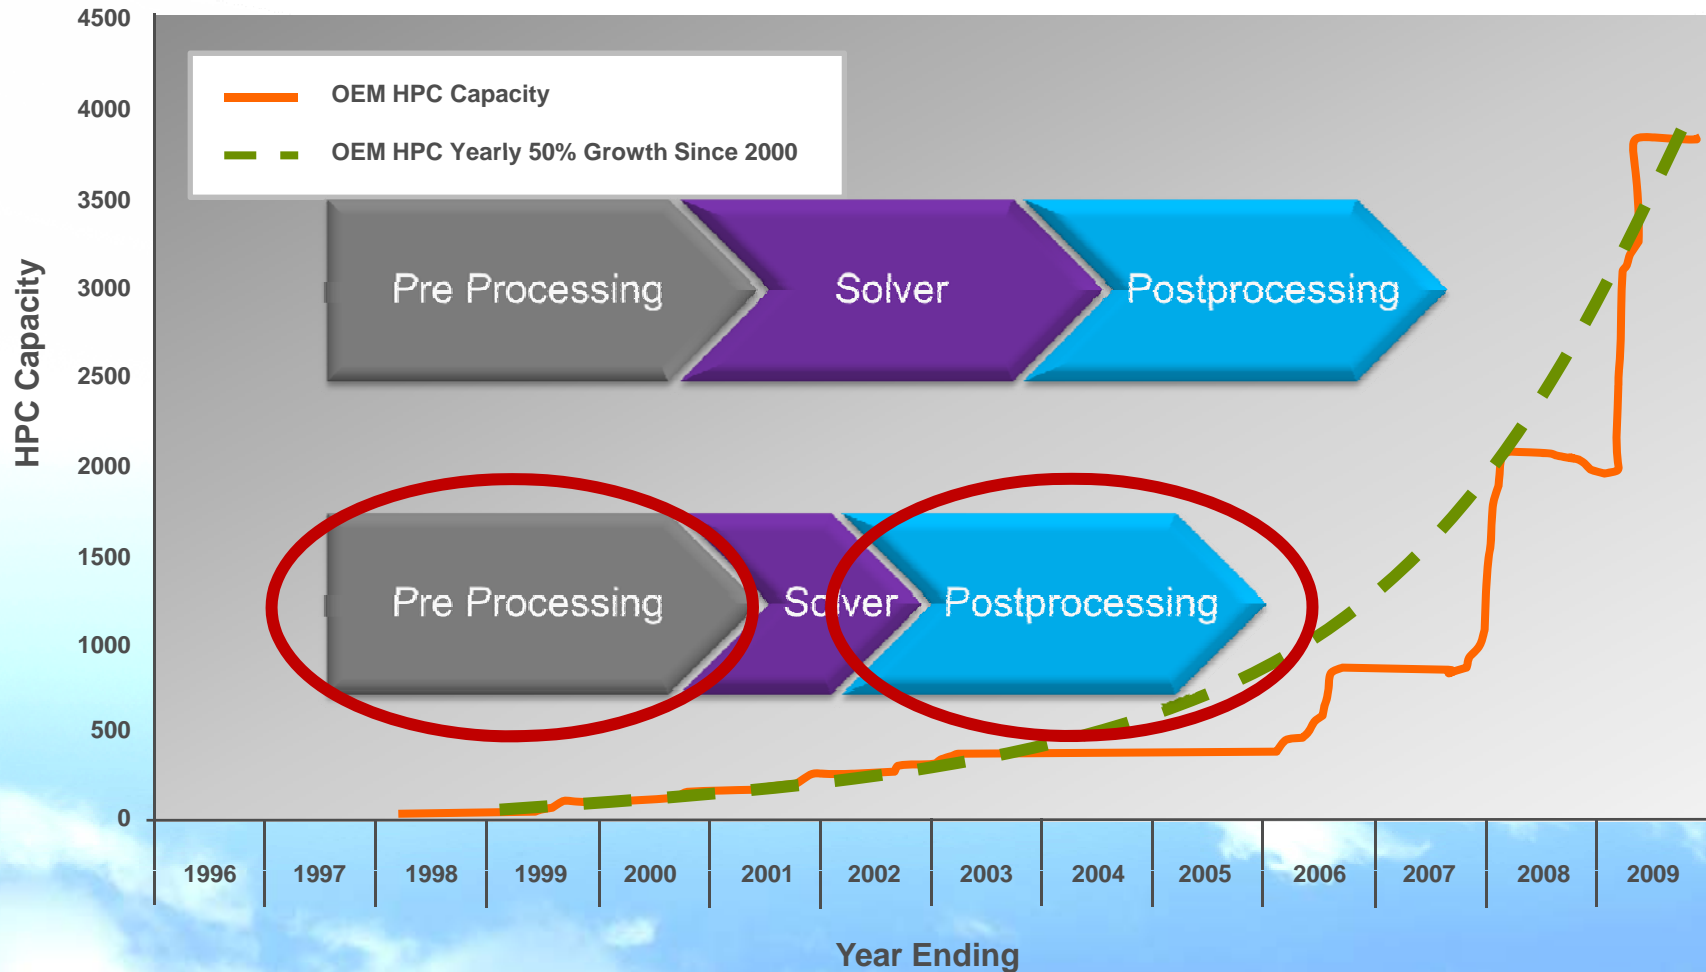 4500
OEM HPC Capacity
4000
OEM HPC Yearly 50% Growth Since 2000
3500
Pre Processing Solver Postprocessing
3000
2500
HPC Capacity
2000
1500
Pre Processing Solver Postprocessing
1000
500
0
1996 1997 1998 1999 2000 2001 2002 2003 2004 2005 2006 2007 2008 2009
Year Ending